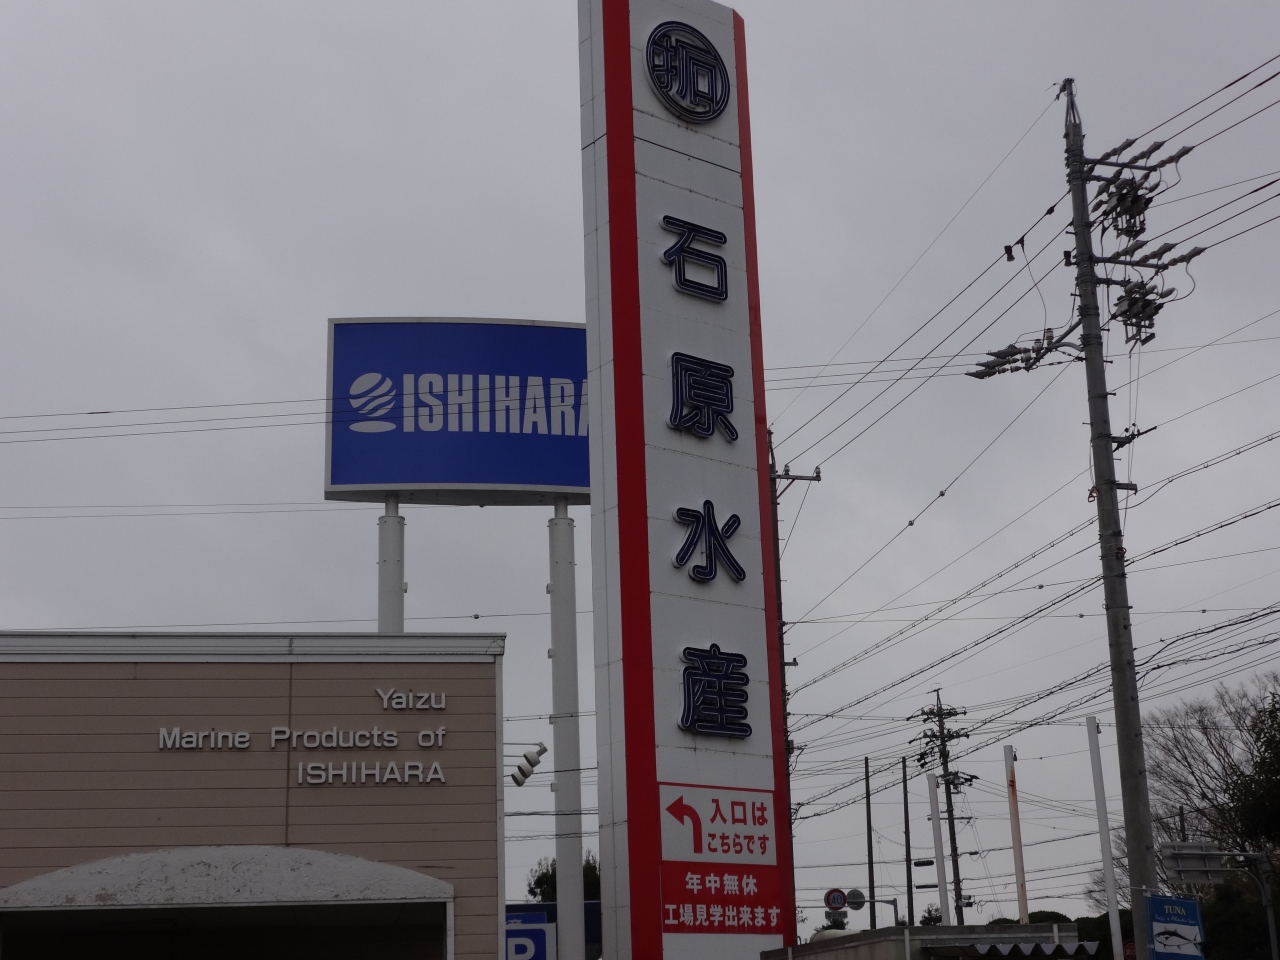 石原水産
入口は
こちらです
年中無休
工場見学出来ます
ISHIHARA
Yaizu
Marine Products of
ISHIHARA
P
40
TUNA